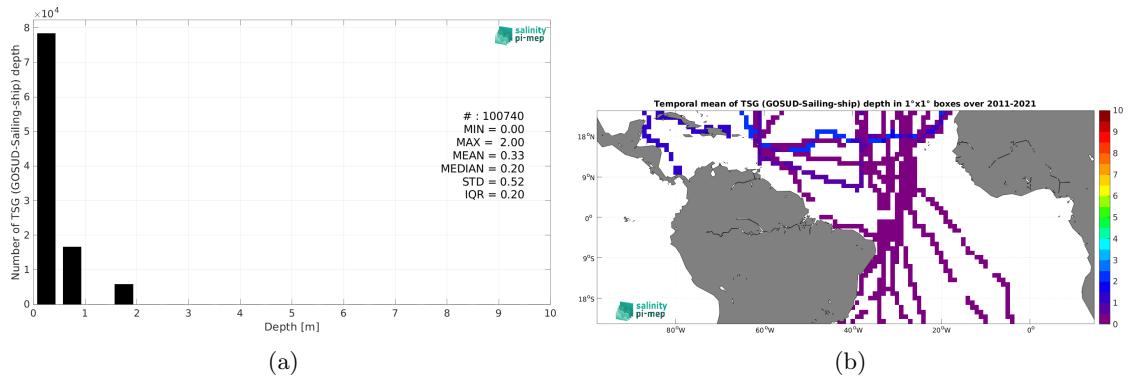 ×10⁴
8
7
6
5
4
3
2
1
0
Number of TSG (GOSUD-Sailing-ship) depth
salinity
pi-mep
# : 100740
MIN = 0.00
MAX = 2.00
MEAN = 0.33
MEDIAN = 0.20
STD = 0.52
IQR = 0.20
0 1 2 3 4 5 6 7 8 9 10
Depth [m]
(a)
Temporal mean of TSG (GOSUD-Sailing-ship) depth in 1°x1° boxes over 2011-2021
18°N
9°N
0°
9°S
18°S
salinity
pi-mep
80°W 60°W 40°W 20°W 0°
10
9
8
7
6
5
4
3
2
1
0
(b)